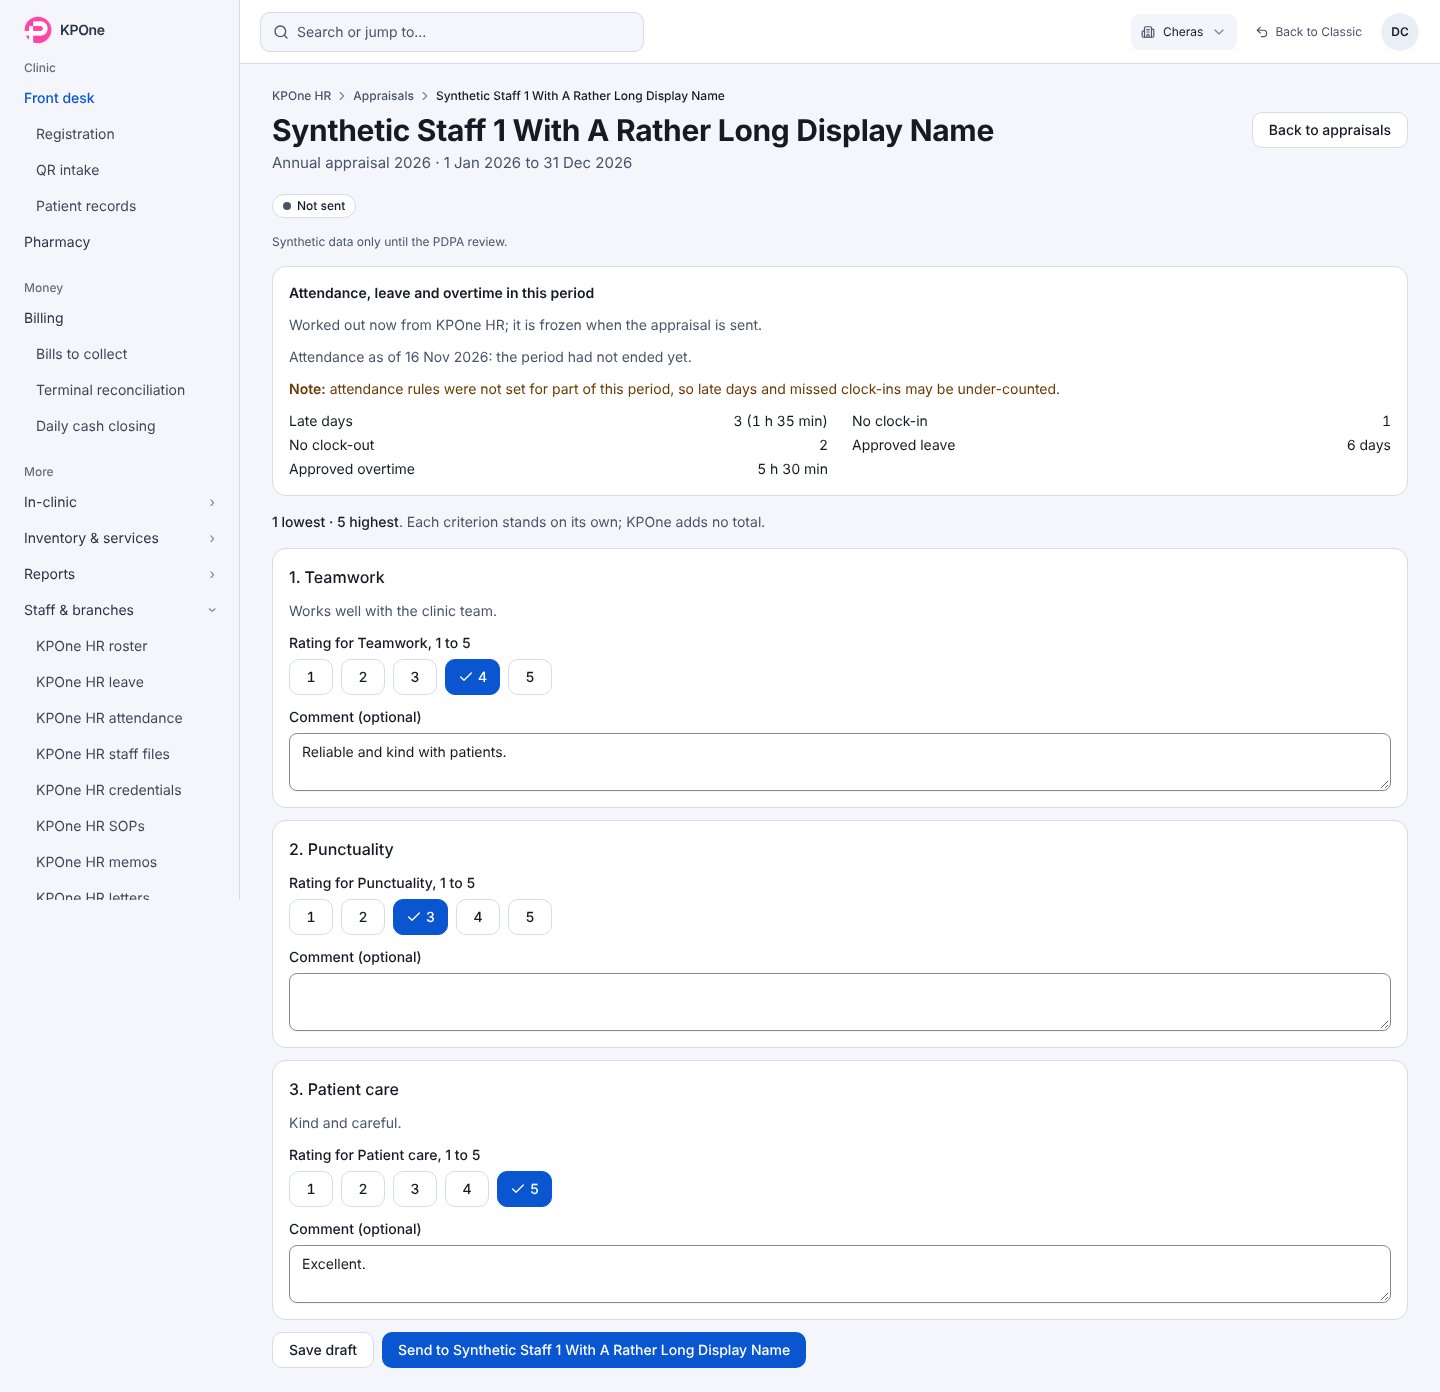 KPOne
Clinic
Front desk
Registration
QR intake
Patient records
Pharmacy
Money
Billing
Bills to collect
Terminal reconciliation
Daily cash closing
More
In-clinic
Inventory & services
Reports
Staff & branches
KPOne HR roster
KPOne HR leave
KPOne HR attendance
KPOne HR staff files
KPOne HR credentials
KPOne HR SOPs
KPOne HR memos
KPOne HR letters
Search or jump to...
Cheras
Back to Classic
DC
KPOne HR > Appraisals > Synthetic Staff 1 With A Rather Long Display Name
Synthetic Staff 1 With A Rather Long Display Name
Back to appraisals
Annual appraisal 2026 · 1 Jan 2026 to 31 Dec 2026
Not sent
Synthetic data only until the PDPA review.
Attendance, leave and overtime in this period
Worked out now from KPOne HR; it is frozen when the appraisal is sent.
Attendance as of 16 Nov 2026: the period had not ended yet.
Note: attendance rules were not set for part of this period, so late days and missed clock-ins may be under-counted.
Late days 3 (1 h 35 min) No clock-in 1
No clock-out 2 Approved leave 6 days
Approved overtime 5 h 30 min
1 lowest · 5 highest. Each criterion stands on its own; KPOne adds no total.
1. Teamwork
Works well with the clinic team.
Rating for Teamwork, 1 to 5
1 2 3 4 5
Comment (optional)
Reliable and kind with patients.
2. Punctuality
Rating for Punctuality, 1 to 5
1 2 3 4 5
Comment (optional)
3. Patient care
Kind and careful.
Rating for Patient care, 1 to 5
1 2 3 4 5
Comment (optional)
Excellent.
Save draft
Send to Synthetic Staff 1 With A Rather Long Display Name